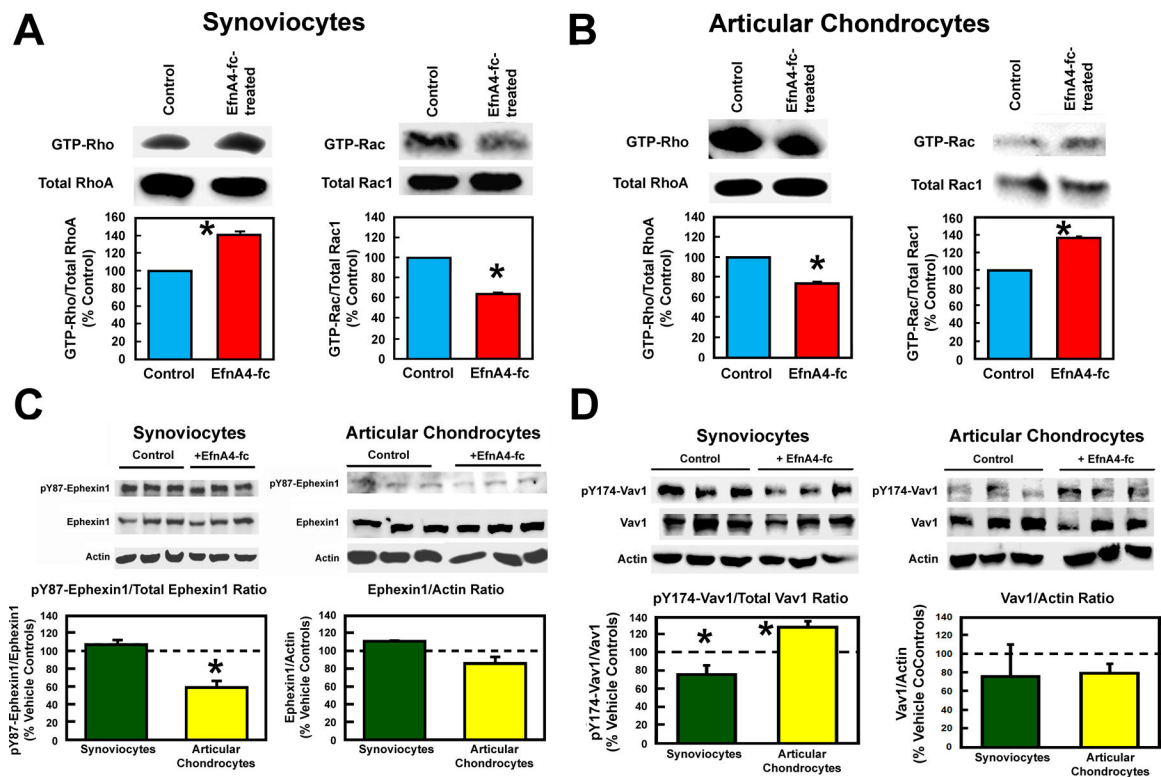 A
Synoviocytes
Control
EfnA4-fc-
treated
Control
EfnA4-fc-
treated
GTP-Rho
GTP-Rac
Total RhoA
Total Rac1
GTP-Rho/Total RhoA
(% Control)
160
140
120
100
80
60
40
20
0
*
Control EfnA4-fc
GTP-Rac/Total Rac1
(% Control)
140
120
100
80
60
40
20
0
*
Control EfnA4-fc
B
Articular Chondrocytes
Control
EfnA4-fc-
treated
Control
EfnA4-fc-
treated
GTP-Rho
GTP-Rac
Total RhoA
Total Rac1
GTP-Rho/Total RhoA
(% Control)
140
120
100
80
60
40
20
0
*
Control EfnA4-fc
GTP-Rac/Total Rac1
(% Control)
160
140
120
100
80
60
40
20
0
*
Control EfnA4-fc
C
Synoviocytes
Control +EfnA4-fc
pY87-Ephexin1
Ephexin1
Actin
Articular Chondrocytes
Control +EfnA4-fc
pY87-Ephexin1
Ephexin1
Actin
pY87-Ephexin1/Total Ephexin1 Ratio
pY87-Ephexin1/Ephexin1
(% Vehicle Controls)
140
120
100
80
60
40
20
0
*
Synoviocytes Articular
Chondrocytes
Ephexin1/Actin Ratio
Ephexin1/Actin
(% Vehicle Controls)
140
120
100
80
60
40
20
0
Synoviocytes Articular
Chondrocytes
D
Synoviocytes
Control + EfnA4-fc
pY174-Vav1
Vav1
Actin
Articular Chondrocytes
Control + EfnA4-fc
pY174-Vav1
Vav1
Actin
pY174-Vav1/Total Vav1 Ratio
pY174-Vav1/Vav1
(% Vehicle Controls)
140
120
100
80
60
40
20
0
*
*
Synoviocytes Articular
Chondrocytes
Vav1/Actin Ratio
Vav1/Actin
(% Vehicle CoControls)
140
120
100
80
60
40
20
0
Synoviocytes Articular
Chondrocytes